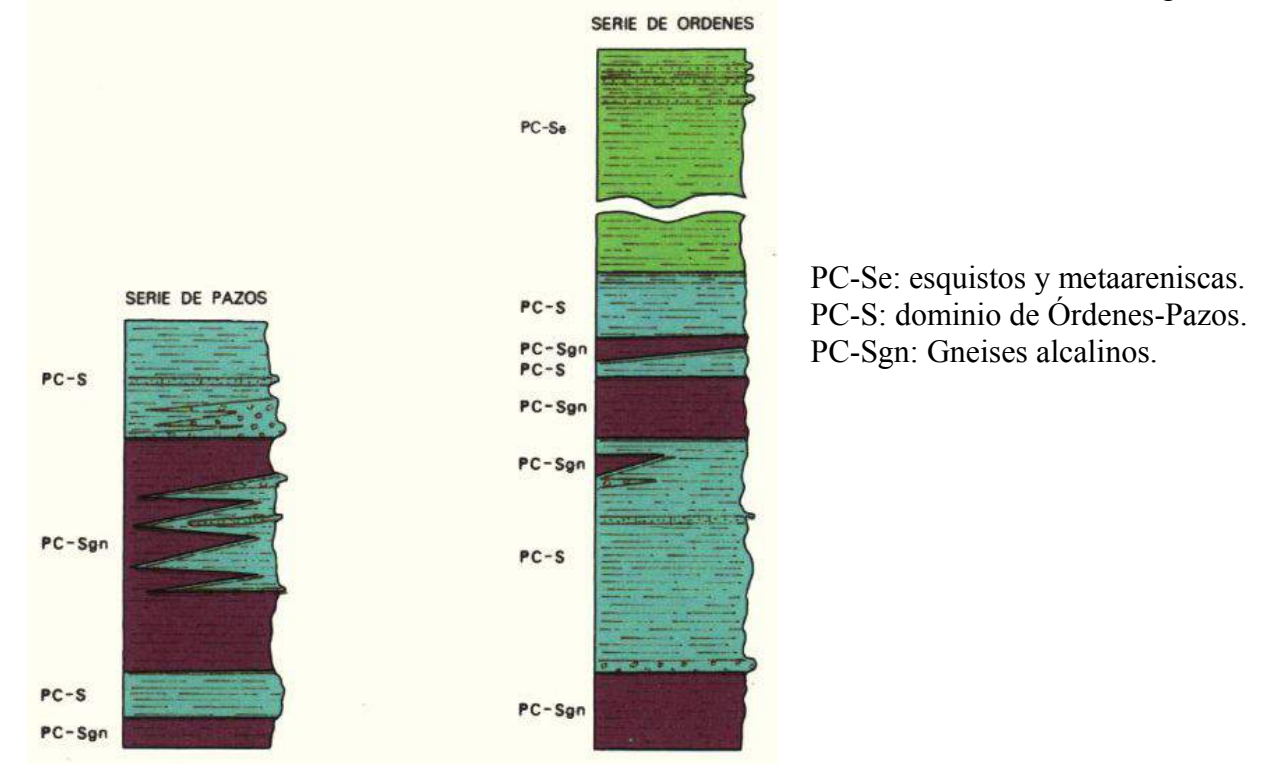 SERIE DE ORDENES
PC-Se
SERIE DE PAZOS
PC-S
PC-Sgn
PC-S
PC-Sgn
PC-S
PC-Sgn
PC-S
PC-Sgn
PC-Sgn
PC-S
PC-Sgn
PC-Se: esquistos y metaareniscas.
PC-S: dominio de Órdenes-Pazos.
PC-Sgn: Gneises alcalinos.